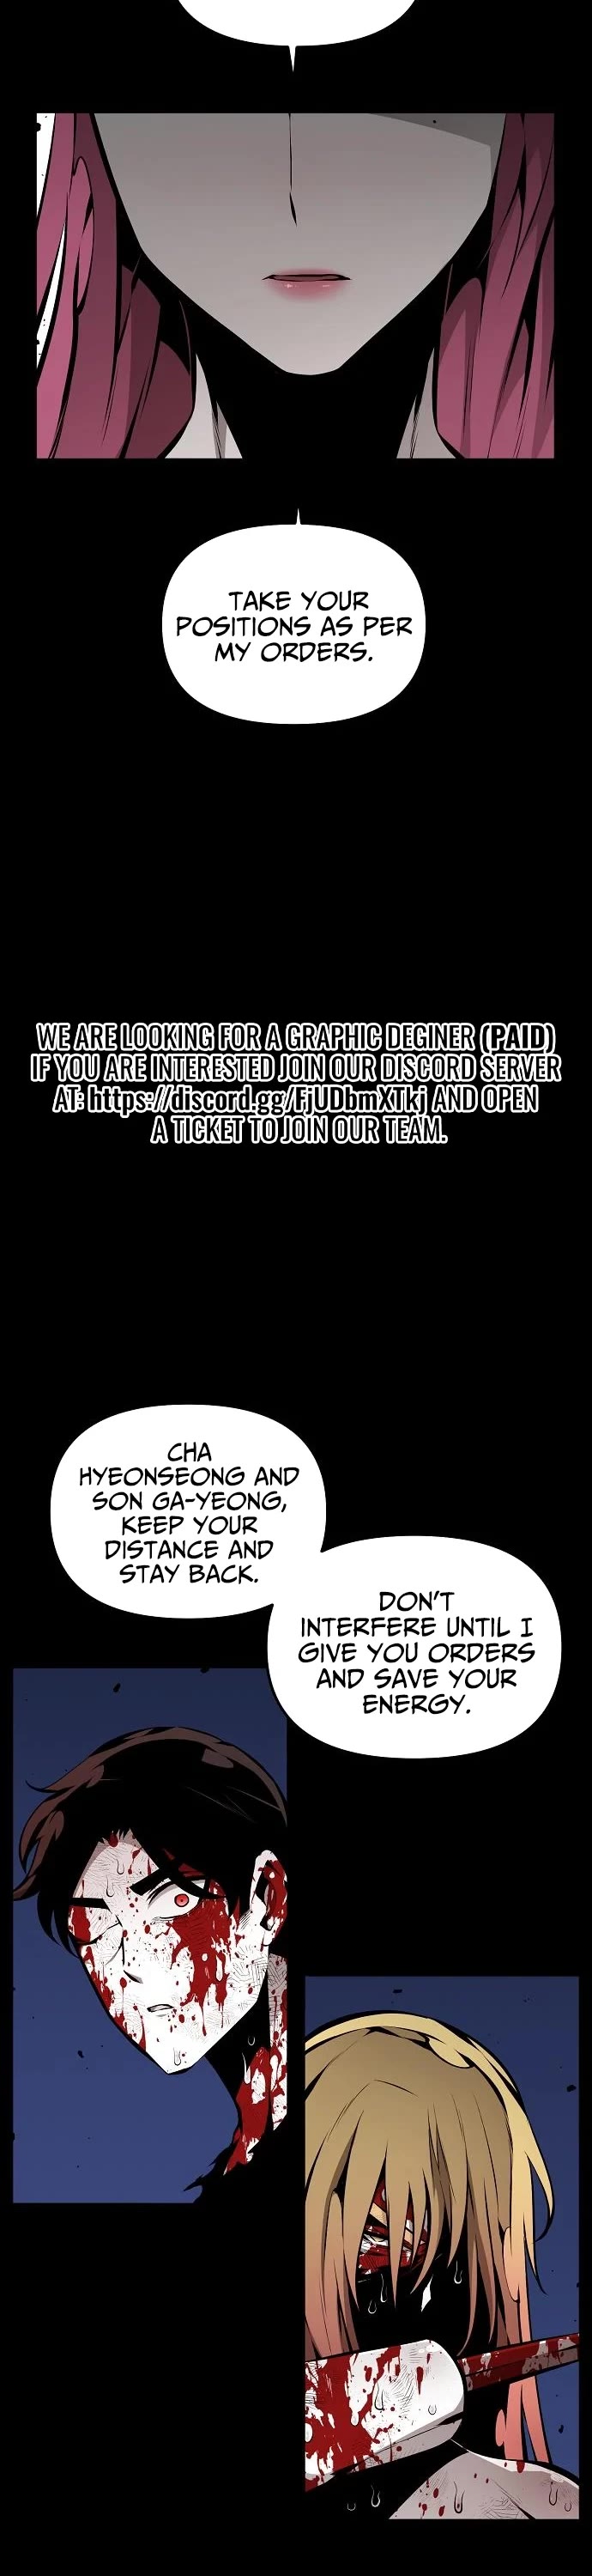 TAKE YOUR
POSITIONS AS PER
MY ORDERS.
WE ARE LOOKING FOR A GRAPHIC DEGINER (PAID)
IF YOU ARE INTERESTED JOIN OUR DISCORD SERVER
AT: https://discord.gg/FjUDbmXTkj AND OPEN
A TICKET TO JOIN OUR TEAM.
CHA
HYEONSEONG AND
SON GA-YEONG,
KEEP YOUR
DISTANCE AND
STAY BACK.
DON'T
INTERFERE UNTIL I
GIVE YOU ORDERS
AND SAVE YOUR
ENERGY.